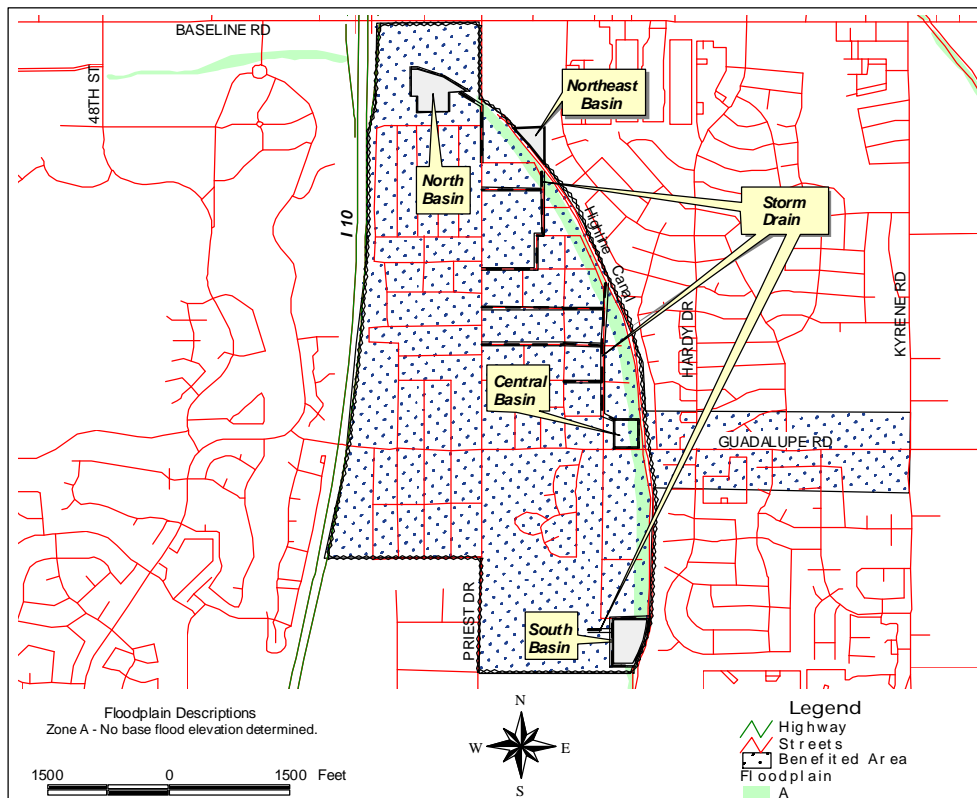 BASELINE RD
48TH ST
I 10
Northeast
Basin
North
Basin
Storm
Drain
Highline Canal
HARDY DR
KYRENE RD
Central
Basin
GUADALUPE RD
PRIEST DR
South
Basin
Floodplain Descriptions
Zone A - No base flood elevation determined.
1500 0 1500 Feet
N
W E
S
Legend
Highway
Streets
Benefited Area
Floodplain
A